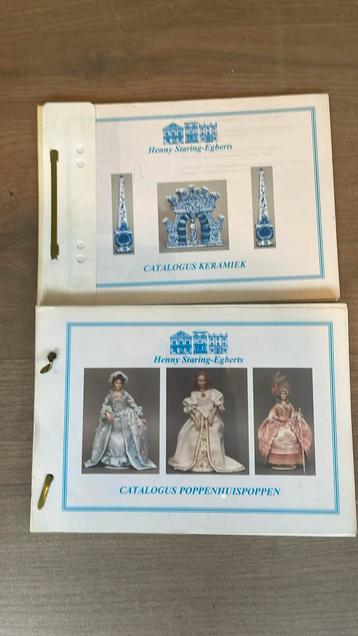 Henny Staring-Egberts
CATALOGUS KERAMIEK
Henny Staring-Egberts
CATALOGUS POPPENHUISPOPPEN